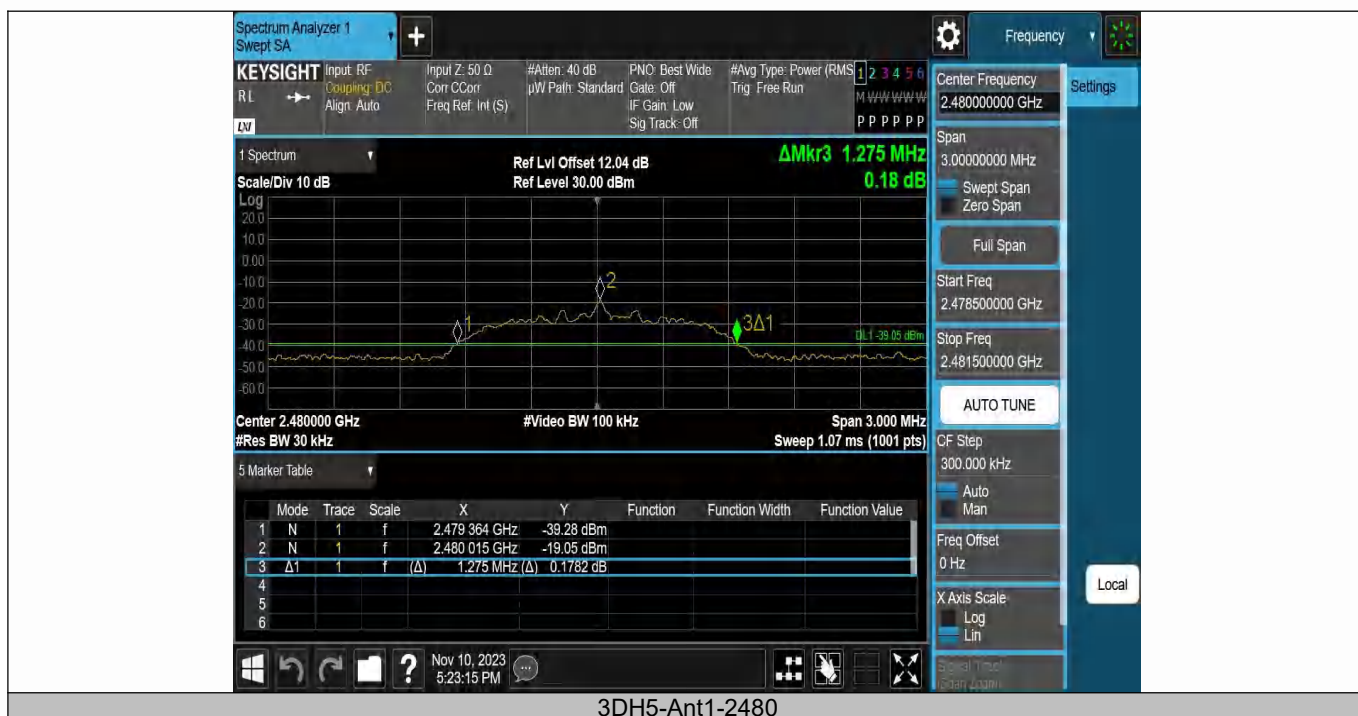 Spectrum Analyzer 1
Swept SA
+
Frequency
KEYSIGHT
RL
LXI
Input: RF
Coupling: DC
Align: Auto
Input Z: 50 Ω
Corr CCorr
Freq Ref: Int (S)
#Atten: 40 dB
µW Path: Standard
PNO: Best Wide
Gate: Off
IF Gain: Low
Sig Track: Off
#Avg Type: Power (RMS
Trig: Free Run
1 2 3 4 5 6
M W W W W W
P P P P P P
1 Spectrum
Scale/Div 10 dB
Ref Lvl Offset 12.04 dB
Ref Level 30.00 dBm
ΔMkr3 1.275 MHz
0.18 dB
Log
20.0
10.0
0.00
-10.0
-20.0
-30.0
-40.0
-50.0
-60.0
1
2
3Δ1
DL1 -39.05 dBm
Center 2.480000 GHz
#Video BW 100 kHz
Span 3.000 MHz
#Res BW 30 kHz
Sweep 1.07 ms (1001 pts)
5 Marker Table
Mode Trace Scale X Y Function Function Width Function Value
1 N 1 f 2.479 364 GHz -39.28 dBm
2 N 1 f 2.480 015 GHz -19.05 dBm
3 Δ1 1 f (Δ) 1.275 MHz (Δ) 0.1782 dB
4
5
6
Nov 10, 2023
5:23:15 PM
?
Center Frequency
2.480000000 GHz
Settings
Span
3.00000000 MHz
Swept Span
Zero Span
Full Span
Start Freq
2.478500000 GHz
Stop Freq
2.481500000 GHz
AUTO TUNE
CF Step
300.000 kHz
Auto
Man
Freq Offset
0 Hz
X Axis Scale
Log
Lin
Signal Track
(Span Zoom)
Local
3DH5-Ant1-2480